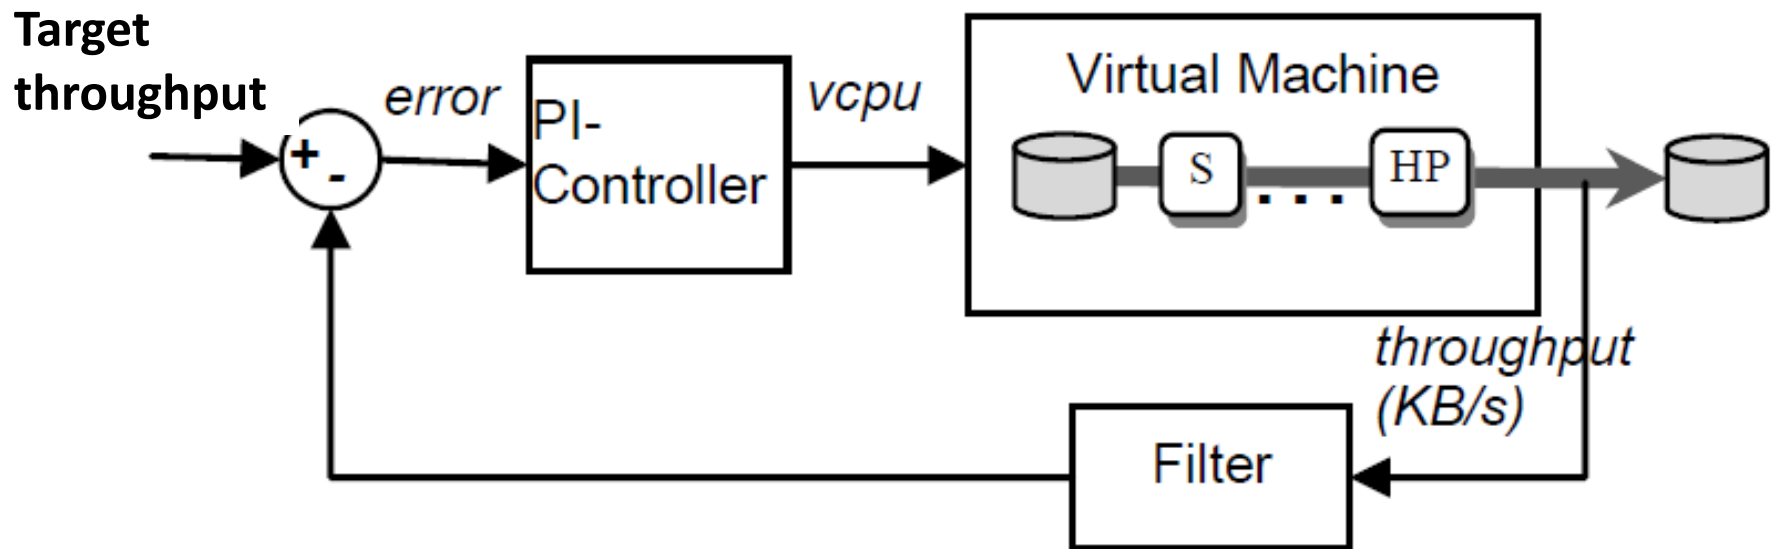 Target
throughput
error
+
-
PI-
Controller
vcpu
Virtual Machine
S
. . .
HP
throughput
(KB/s)
Filter